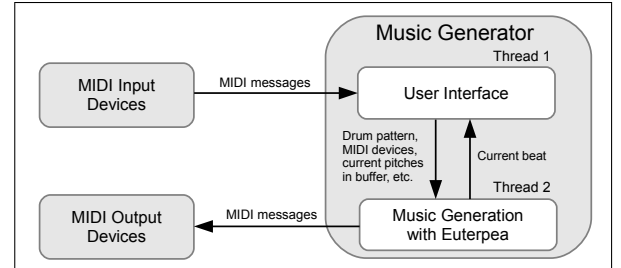 Music Generator
Thread 1
MIDI Input
Devices
MIDI messages
User Interface
Drum pattern,
MIDI devices,
current pitches
in buffer, etc.
Current beat
Thread 2
MIDI Output
Devices
MIDI messages
Music Generation
with Euterpea